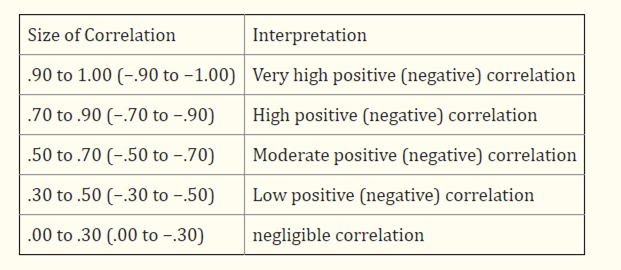 Size of Correlation Interpretation
.90 to 1.00 (–.90 to –1.00) Very high positive (negative) correlation
.70 to .90 (–.70 to –.90) High positive (negative) correlation
.50 to .70 (–.50 to –.70) Moderate positive (negative) correlation
.30 to .50 (–.30 to –.50) Low positive (negative) correlation
.00 to .30 (.00 to –.30) negligible correlation